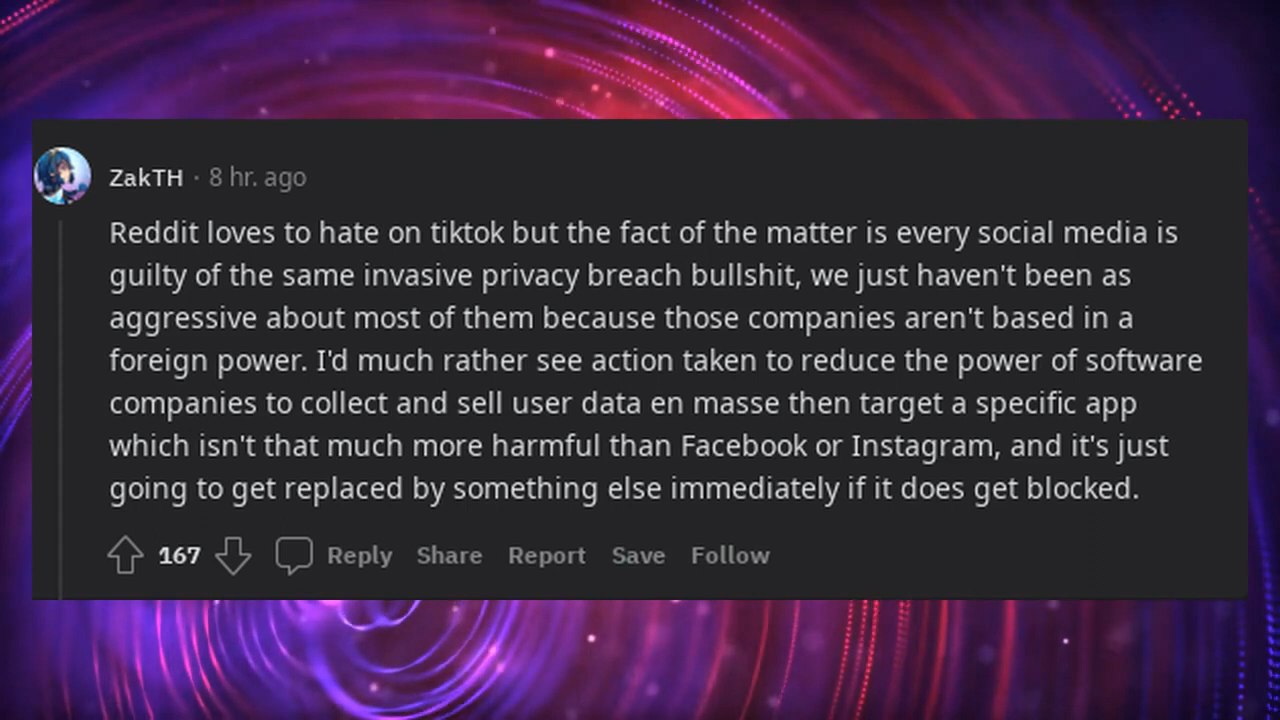 ZakTH · 8 hr. ago
Reddit loves to hate on tiktok but the fact of the matter is every social media is
guilty of the same invasive privacy breach bullshit, we just haven't been as
aggressive about most of them because those companies aren't based in a
foreign power. I'd much rather see action taken to reduce the power of software
companies to collect and sell user data en masse then target a specific app
which isn't that much more harmful than Facebook or Instagram, and it's just
going to get replaced by something else immediately if it does get blocked.
167 Reply Share Report Save Follow